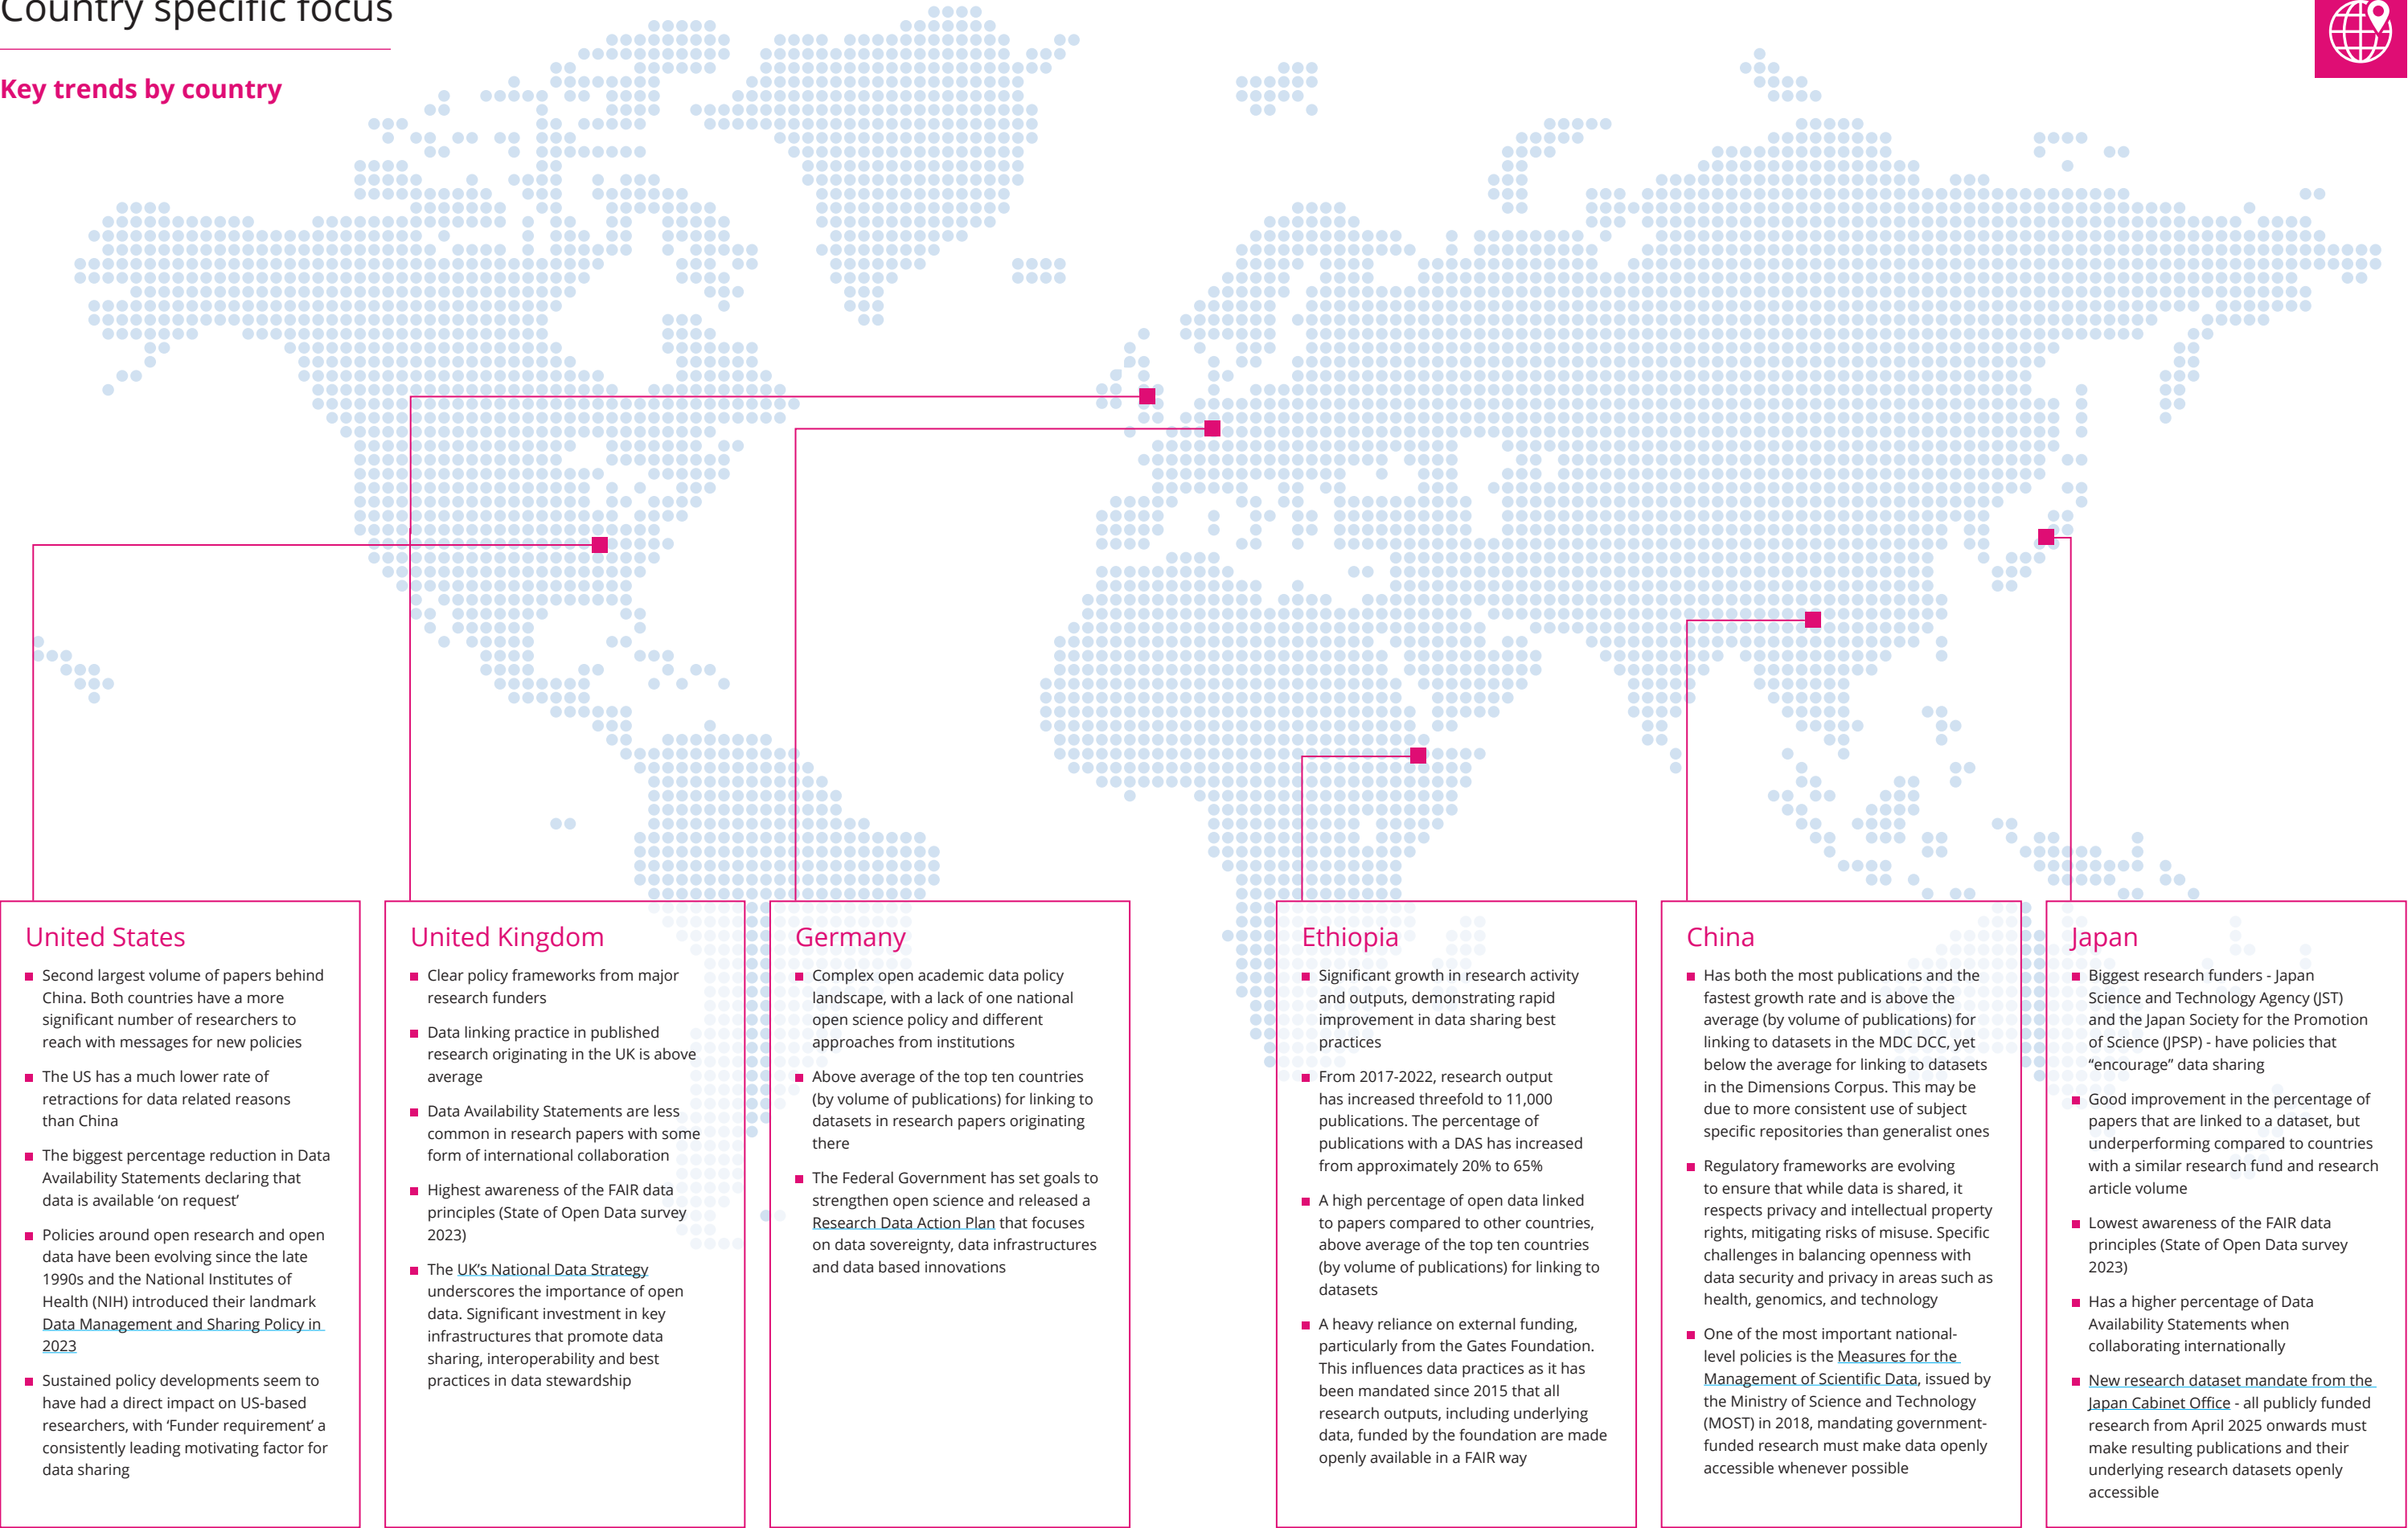 Country specific focus
Key trends by country
United States
Second largest volume of papers behind
China. Both countries have a more
significant number of researchers to
reach with messages for new policies
The US has a much lower rate of
retractions for data related reasons
than China
The biggest percentage reduction in Data
Availability Statements declaring that
data is available ‘on request’
Policies around open research and open
data have been evolving since the late
1990s and the National Institutes of
Health (NIH) introduced their landmark
Data Management and Sharing Policy in
2023
Sustained policy developments seem to
have had a direct impact on US-based
researchers, with ‘Funder requirement’ a
consistently leading motivating factor for
data sharing
United Kingdom
Clear policy frameworks from major
research funders
Data linking practice in published
research originating in the UK is above
average
Data Availability Statements are less
common in research papers with some
form of international collaboration
Highest awareness of the FAIR data
principles (State of Open Data survey
2023)
The UK’s National Data Strategy
underscores the importance of open
data. Significant investment in key
infrastructures that promote data
sharing, interoperability and best
practices in data stewardship
Germany
Complex open academic data policy
landscape, with a lack of one national
open science policy and different
approaches from institutions
Above average of the top ten countries
(by volume of publications) for linking to
datasets in research papers originating
there
The Federal Government has set goals to
strengthen open science and released a
Research Data Action Plan that focuses
on data sovereignty, data infrastructures
and data based innovations
Ethiopia
Significant growth in research activity
and outputs, demonstrating rapid
improvement in data sharing best
practices
From 2017-2022, research output
has increased threefold to 11,000
publications. The percentage of
publications with a DAS has increased
from approximately 20% to 65%
A high percentage of open data linked
to papers compared to other countries,
above average of the top ten countries
(by volume of publications) for linking to
datasets
A heavy reliance on external funding,
particularly from the Gates Foundation.
This influences data practices as it has
been mandated since 2015 that all
research outputs, including underlying
data, funded by the foundation are made
openly available in a FAIR way
China
Has both the most publications and the
fastest growth rate and is above the
average (by volume of publications) for
linking to datasets in the MDC DCC, yet
below the average for linking to datasets
in the Dimensions Corpus. This may be
due to more consistent use of subject
specific repositories than generalist ones
Regulatory frameworks are evolving
to ensure that while data is shared, it
respects privacy and intellectual property
rights, mitigating risks of misuse. Specific
challenges in balancing openness with
data security and privacy in areas such as
health, genomics, and technology
One of the most important national-
level policies is the Measures for the
Management of Scientific Data, issued by
the Ministry of Science and Technology
(MOST) in 2018, mandating government-
funded research must make data openly
accessible whenever possible
Japan
Biggest research funders - Japan
Science and Technology Agency (JST)
and the Japan Society for the Promotion
of Science (JPSP) - have policies that
“encourage” data sharing
Good improvement in the percentage of
papers that are linked to a dataset, but
underperforming compared to countries
with a similar research fund and research
article volume
Lowest awareness of the FAIR data
principles (State of Open Data survey
2023)
Has a higher percentage of Data
Availability Statements when
collaborating internationally
New research dataset mandate from the
Japan Cabinet Office - all publicly funded
research from April 2025 onwards must
make resulting publications and their
underlying research datasets openly
accessible